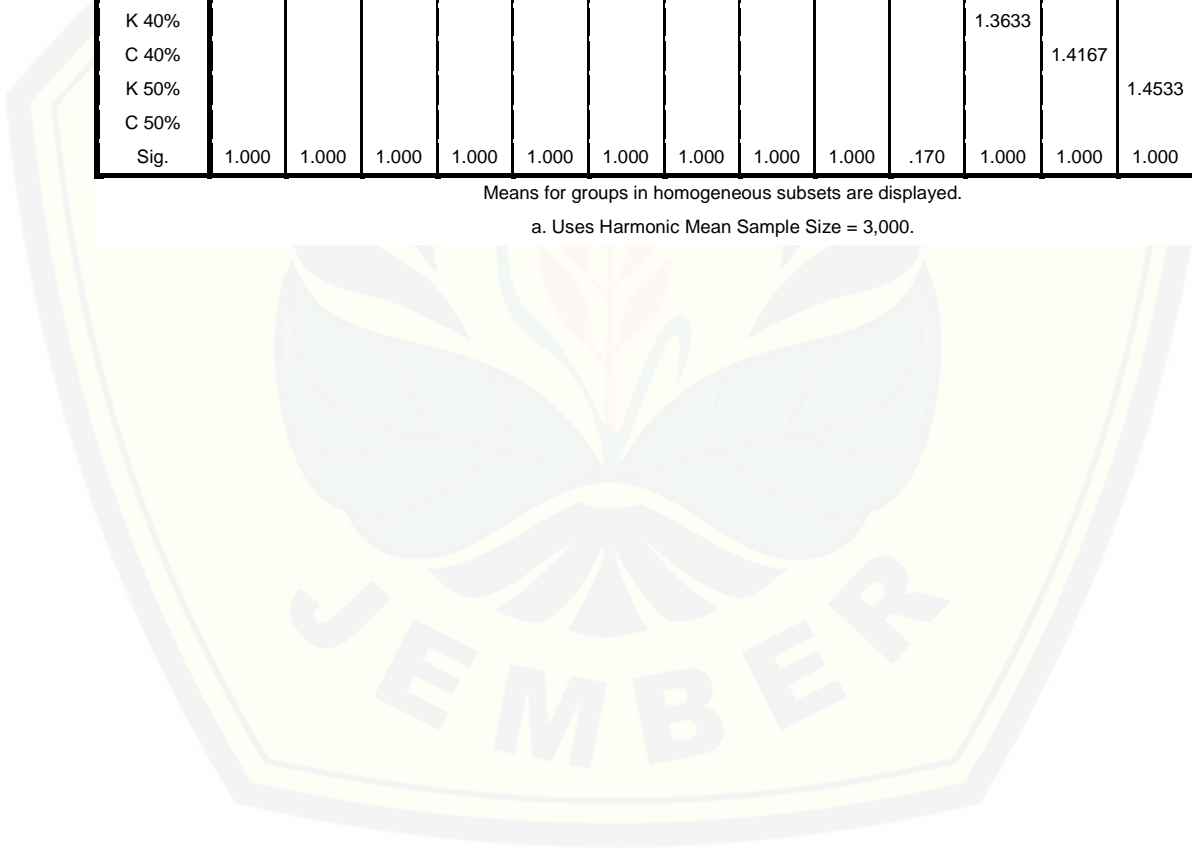 K 40% 1.3633
C 40% 1.4167
K 50% 1.4533
C 50%
Sig. 1.000 1.000 1.000 1.000 1.000 1.000 1.000 1.000 1.000 .170 1.000 1.000 1.000
Means for groups in homogeneous subsets are displayed.
a. Uses Harmonic Mean Sample Size = 3,000.
JEMBER